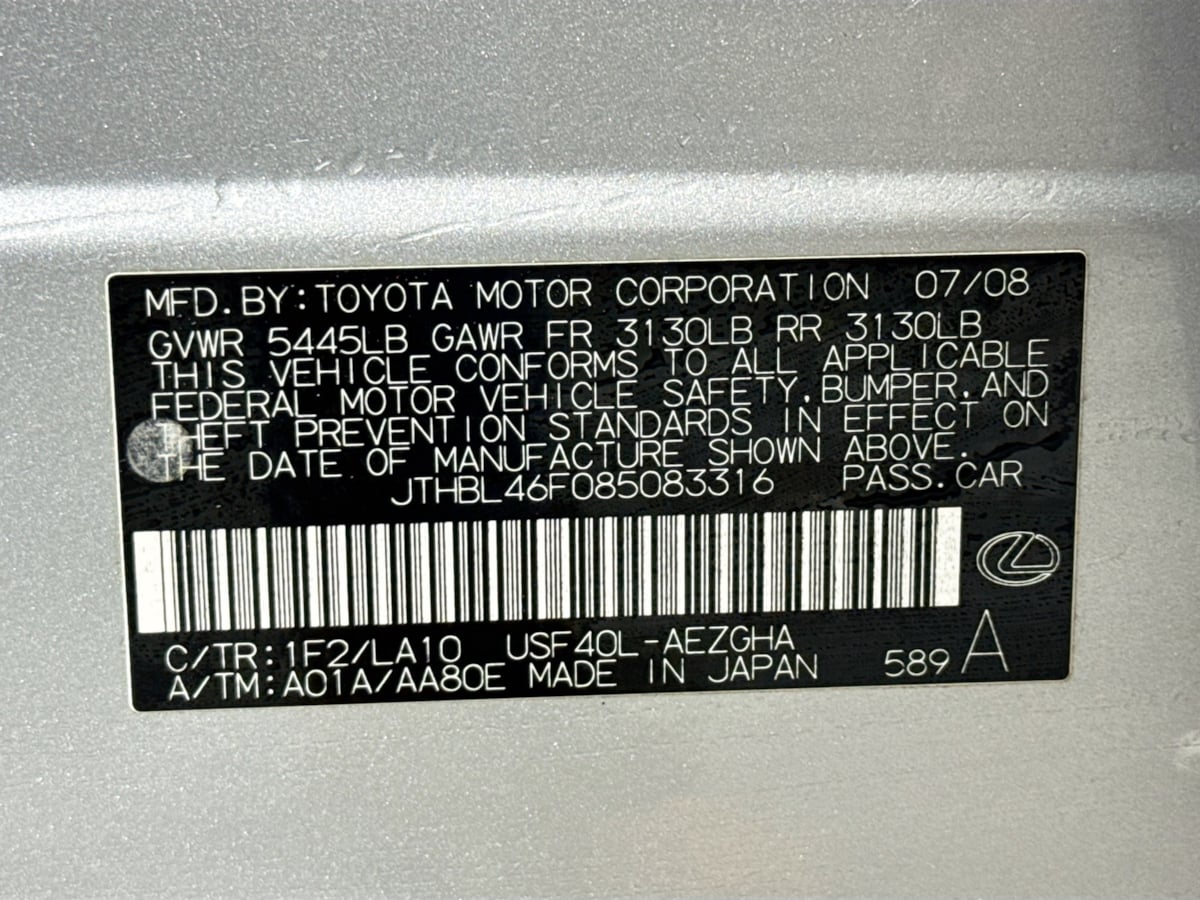 MFD. BY: TOYOTA MOTOR CORPORATION 07/08
GVWR 5445LB GAWR FR 3130LB RR 3130LB
THIS VEHICLE CONFORMS TO ALL APPLICABLE
FEDERAL MOTOR VEHICLE SAFETY, BUMPER, AND
THEFT PREVENTION STANDARDS IN EFFECT ON
THE DATE OF MANUFACTURE SHOWN ABOVE.
JTHBL46F085083316 PASS. CAR
C/TR: 1F2/LA10 USF40L-AEZGHA
A/TM: A01A/AA80E MADE IN JAPAN 589 A